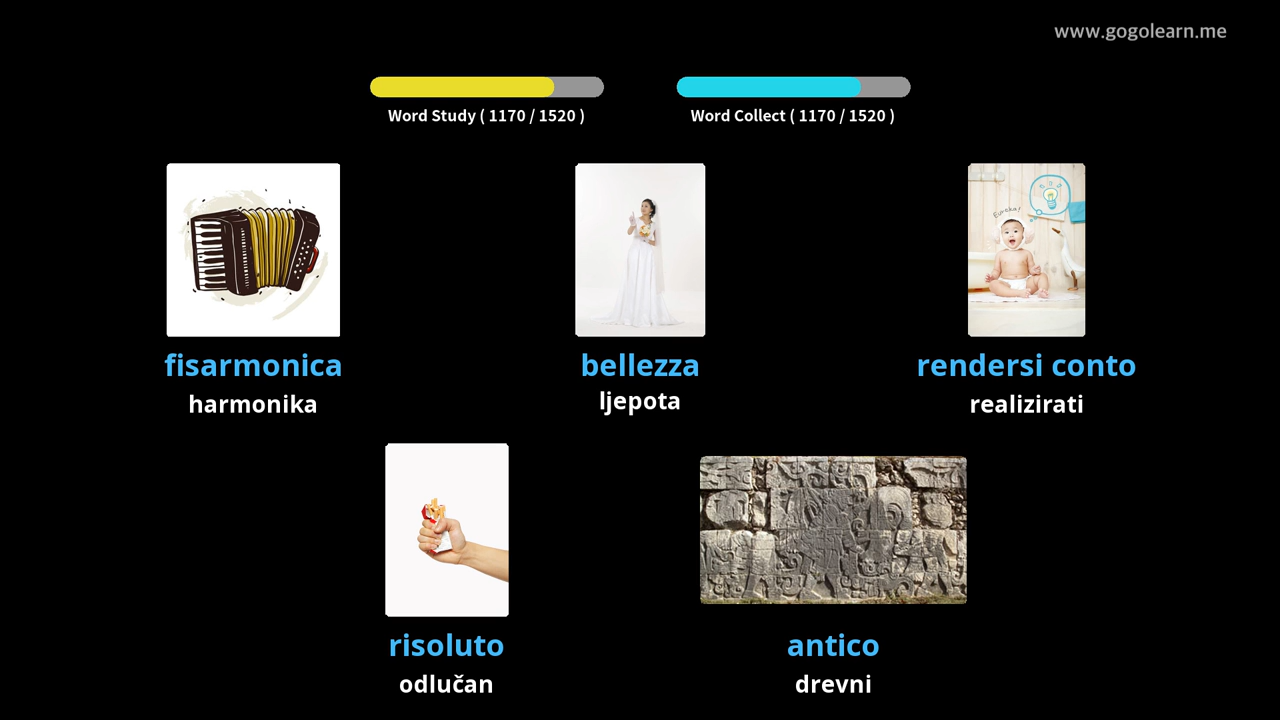 www.gogolearn.me
Word Study ( 1170 / 1520 )
Word Collect ( 1170 / 1520 )
Eureka!
fisarmonica
harmonika
bellezza
ljepota
rendersi conto
realizirati
risoluto
odlučan
antico
drevni